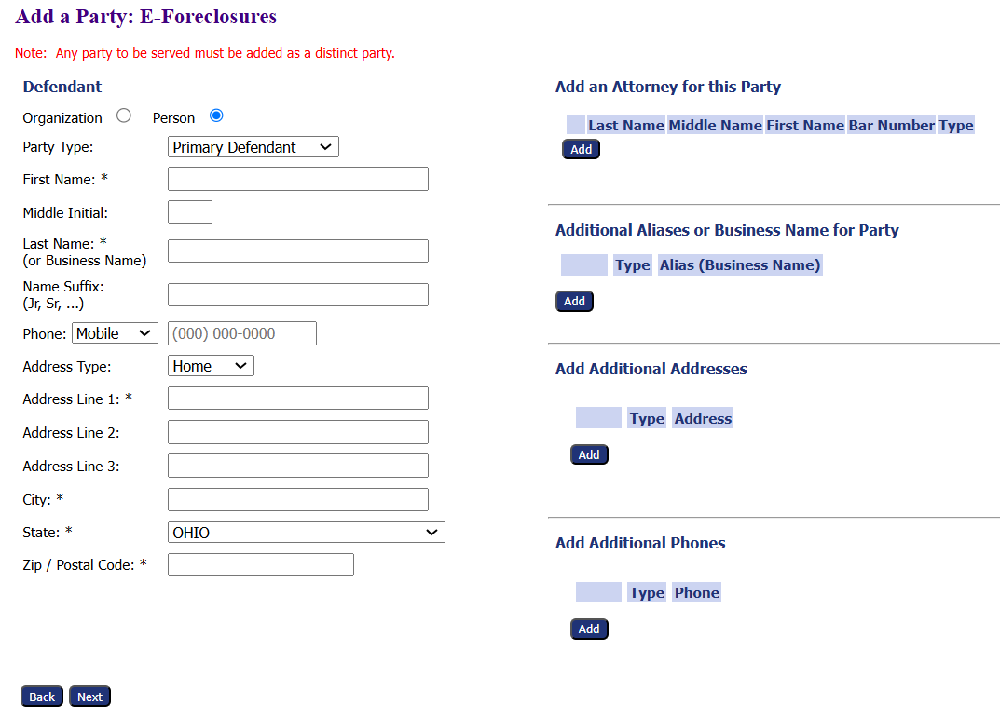 Add a Party: E-Foreclosures
Note: Any party to be served must be added as a distinct party.
Defendant
Organization Person
Party Type: Primary Defendant
First Name: *
Middle Initial:
Last Name: *
(or Business Name)
Name Suffix:
(Jr, Sr, ...)
Phone: Mobile (000) 000-0000
Address Type: Home
Address Line 1: *
Address Line 2:
Address Line 3:
City: *
State: * OHIO
Zip / Postal Code: *
Add an Attorney for this Party
Last Name Middle Name First Name Bar Number Type
Add
Additional Aliases or Business Name for Party
Type Alias (Business Name)
Add
Add Additional Addresses
Type Address
Add
Add Additional Phones
Type Phone
Add
Back Next